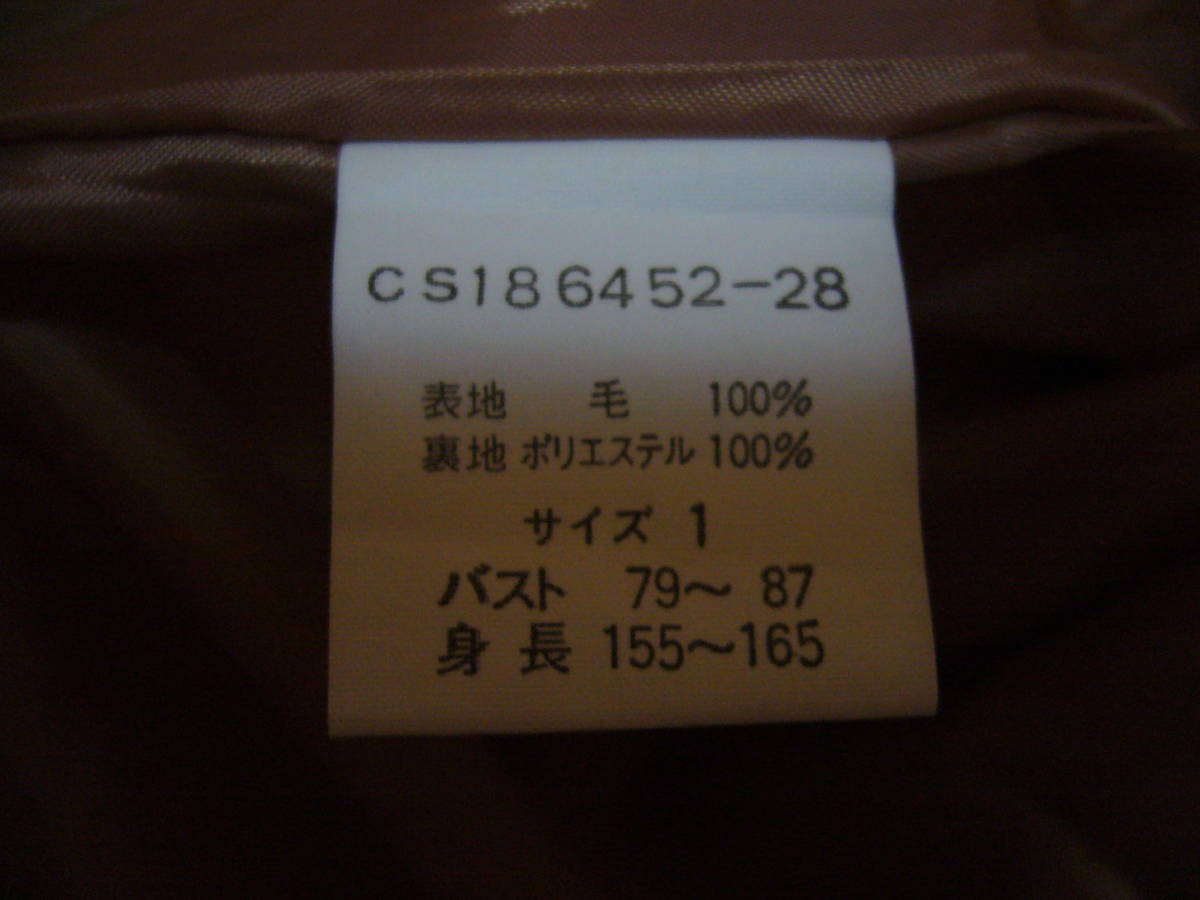 CS186452-28
表地 毛 100%
裏地 ポリエステル 100%
サイズ 1
バスト 79～87
身長 155～165